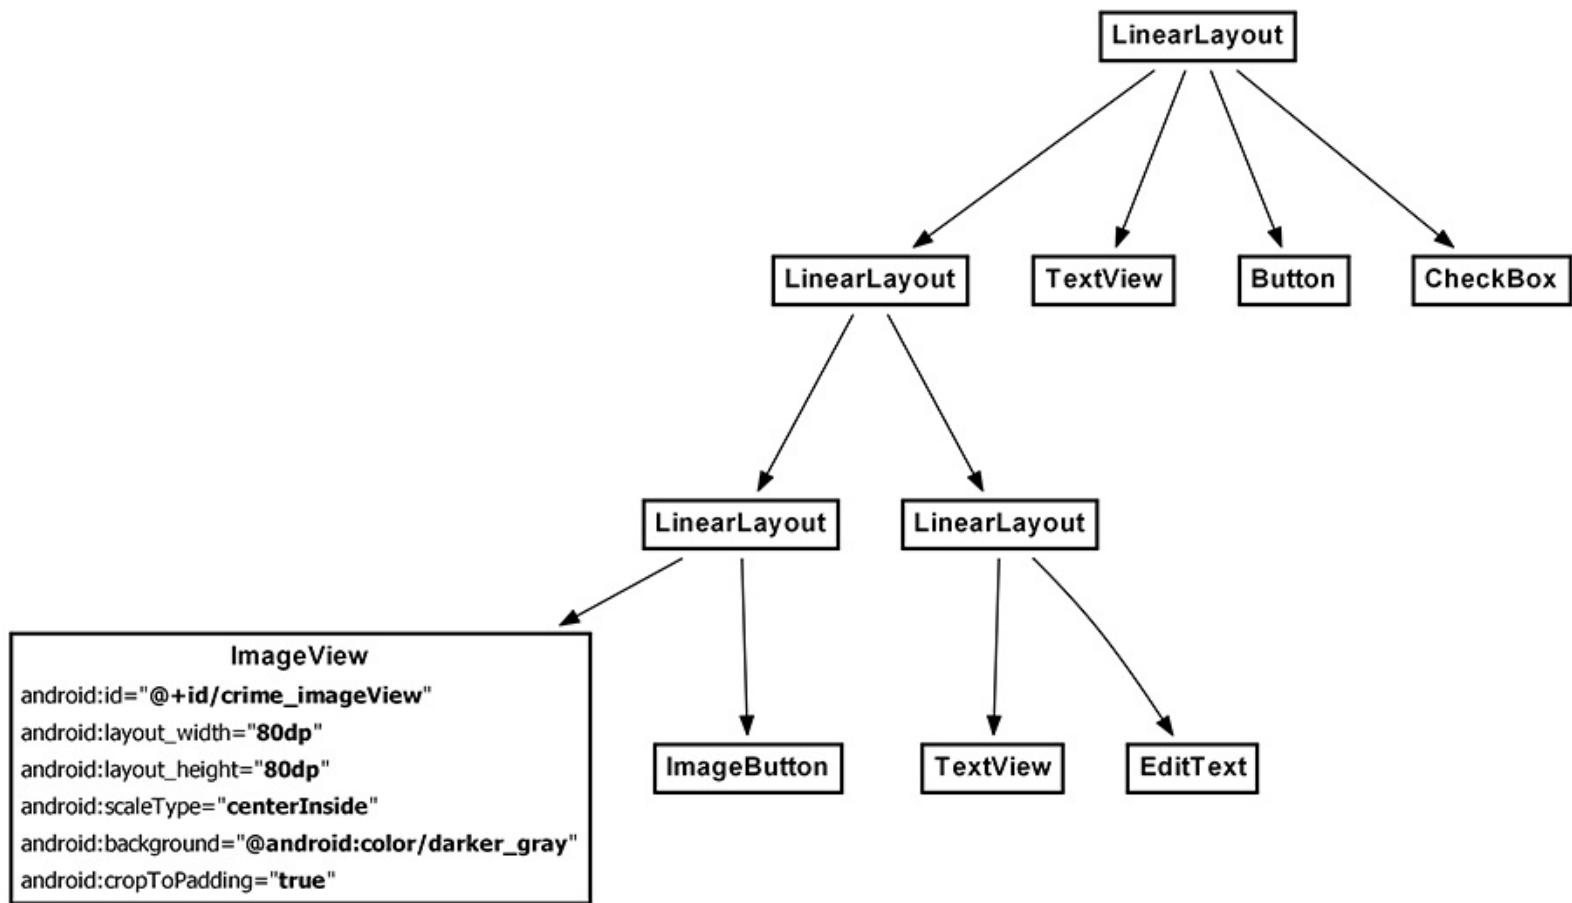 LinearLayout
LinearLayout
TextView
Button
CheckBox
LinearLayout
LinearLayout
ImageView
android:id="@+id/crime_imageView"
android:layout_width="80dp"
android:layout_height="80dp"
android:scaleType="centerInside"
android:background="@android:color/darker_gray"
android:cropToPadding="true"
ImageButton
TextView
EditText